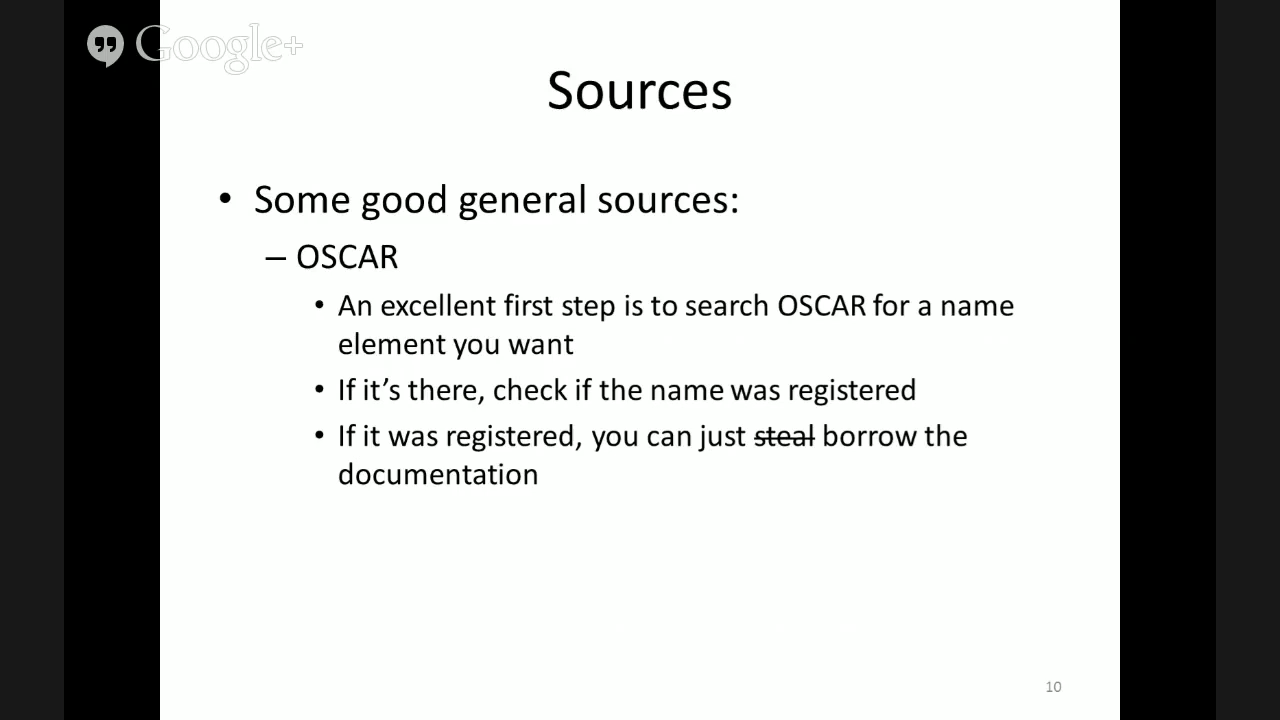 Google+
Sources
• Some good general sources:
– OSCAR
• An excellent first step is to search OSCAR for a name
element you want
• If it’s there, check if the name was registered
• If it was registered, you can just steal borrow the
documentation
10